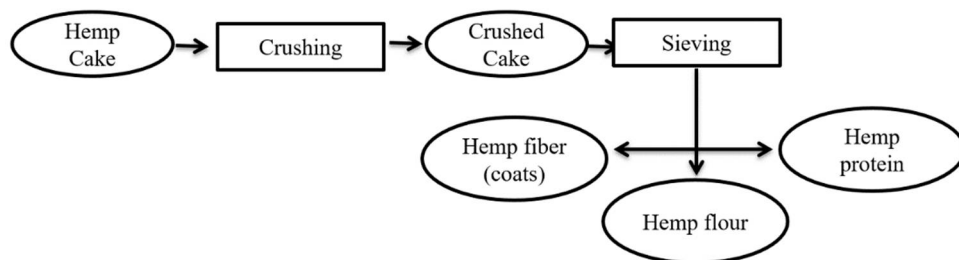 Hemp
Cake
Crushing
Crushed
Cake
Sieving
Hemp fiber
(coats)
Hemp flour
Hemp
protein